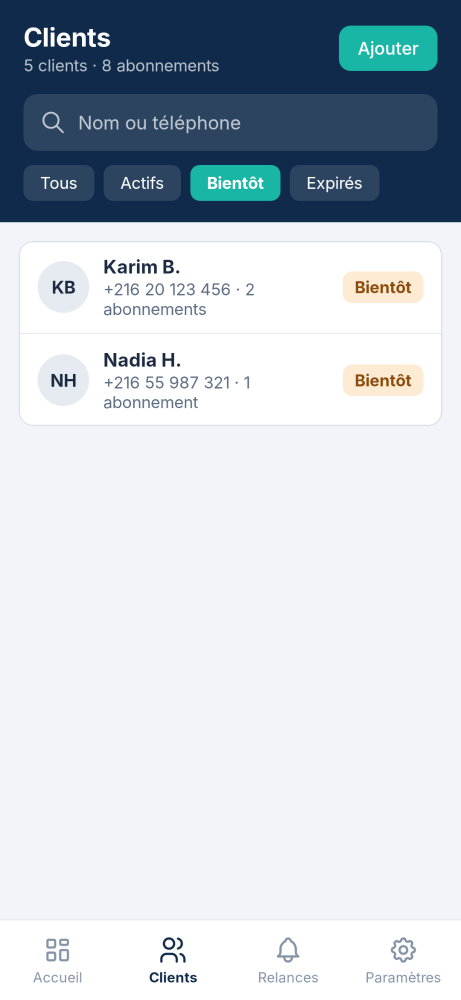 Clients
5 clients · 8 abonnements
Ajouter
Nom ou téléphone
Tous
Actifs
Bientôt
Expirés
KB
Karim B.
+216 20 123 456 · 2
abonnements
Bientôt
NH
Nadia H.
+216 55 987 321 · 1
abonnement
Bientôt
Accueil
Clients
Relances
Paramètres